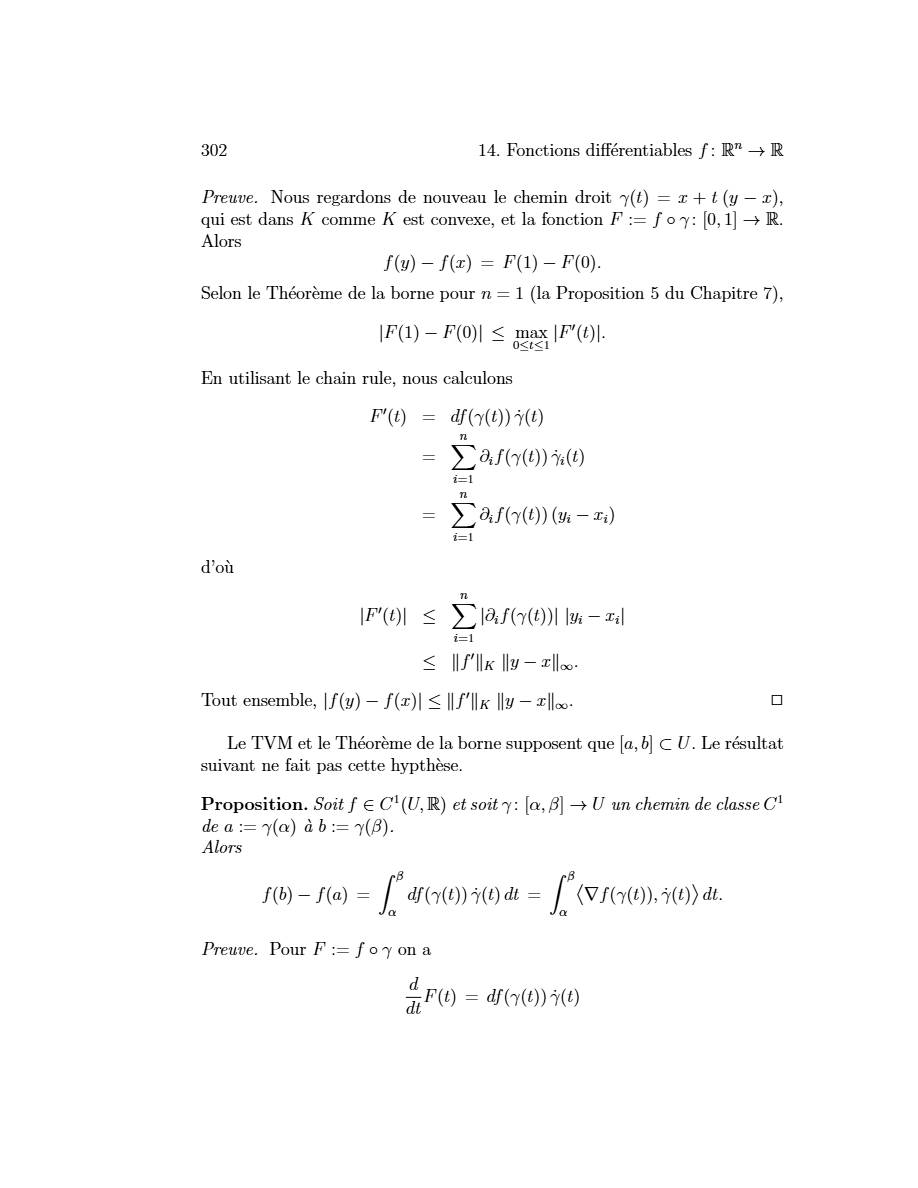 302 14. Fonctions différentiables f : ℝⁿ → ℝ
Preuve. Nous regardons de nouveau le chemin droit γ(t) = x + t (y − x),
qui est dans K comme K est convexe, et la fonction F := f ∘ γ : [0, 1] → ℝ.
Alors
f(y) − f(x) = F(1) − F(0).
Selon le Théorème de la borne pour n = 1 (la Proposition 5 du Chapitre 7),
|F(1) − F(0)| ≤ max_{0≤t≤1} |F′(t)|.
En utilisant le chain rule, nous calculons
F′(t) = df(γ(t)) γ̇(t)
= ∑_{i=1}^{n} ∂ᵢf(γ(t)) γ̇ᵢ(t)
= ∑_{i=1}^{n} ∂ᵢf(γ(t)) (yᵢ − xᵢ)
d'où
|F′(t)| ≤ ∑_{i=1}^{n} |∂ᵢf(γ(t))| |yᵢ − xᵢ|
≤ ‖f′‖_K ‖y − x‖_∞.
Tout ensemble, |f(y) − f(x)| ≤ ‖f′‖_K ‖y − x‖_∞. □
Le TVM et le Théorème de la borne supposent que [a, b] ⊂ U. Le résultat
suivant ne fait pas cette hypthèse.
Proposition. Soit f ∈ C¹(U, ℝ) et soit γ : [α, β] → U un chemin de classe C¹
de a := γ(α) à b := γ(β).
Alors
f(b) − f(a) = ∫_α^β df(γ(t)) γ̇(t) dt = ∫_α^β ⟨∇f(γ(t)), γ̇(t)⟩ dt.
Preuve. Pour F := f ∘ γ on a
d/dt F(t) = df(γ(t)) γ̇(t)